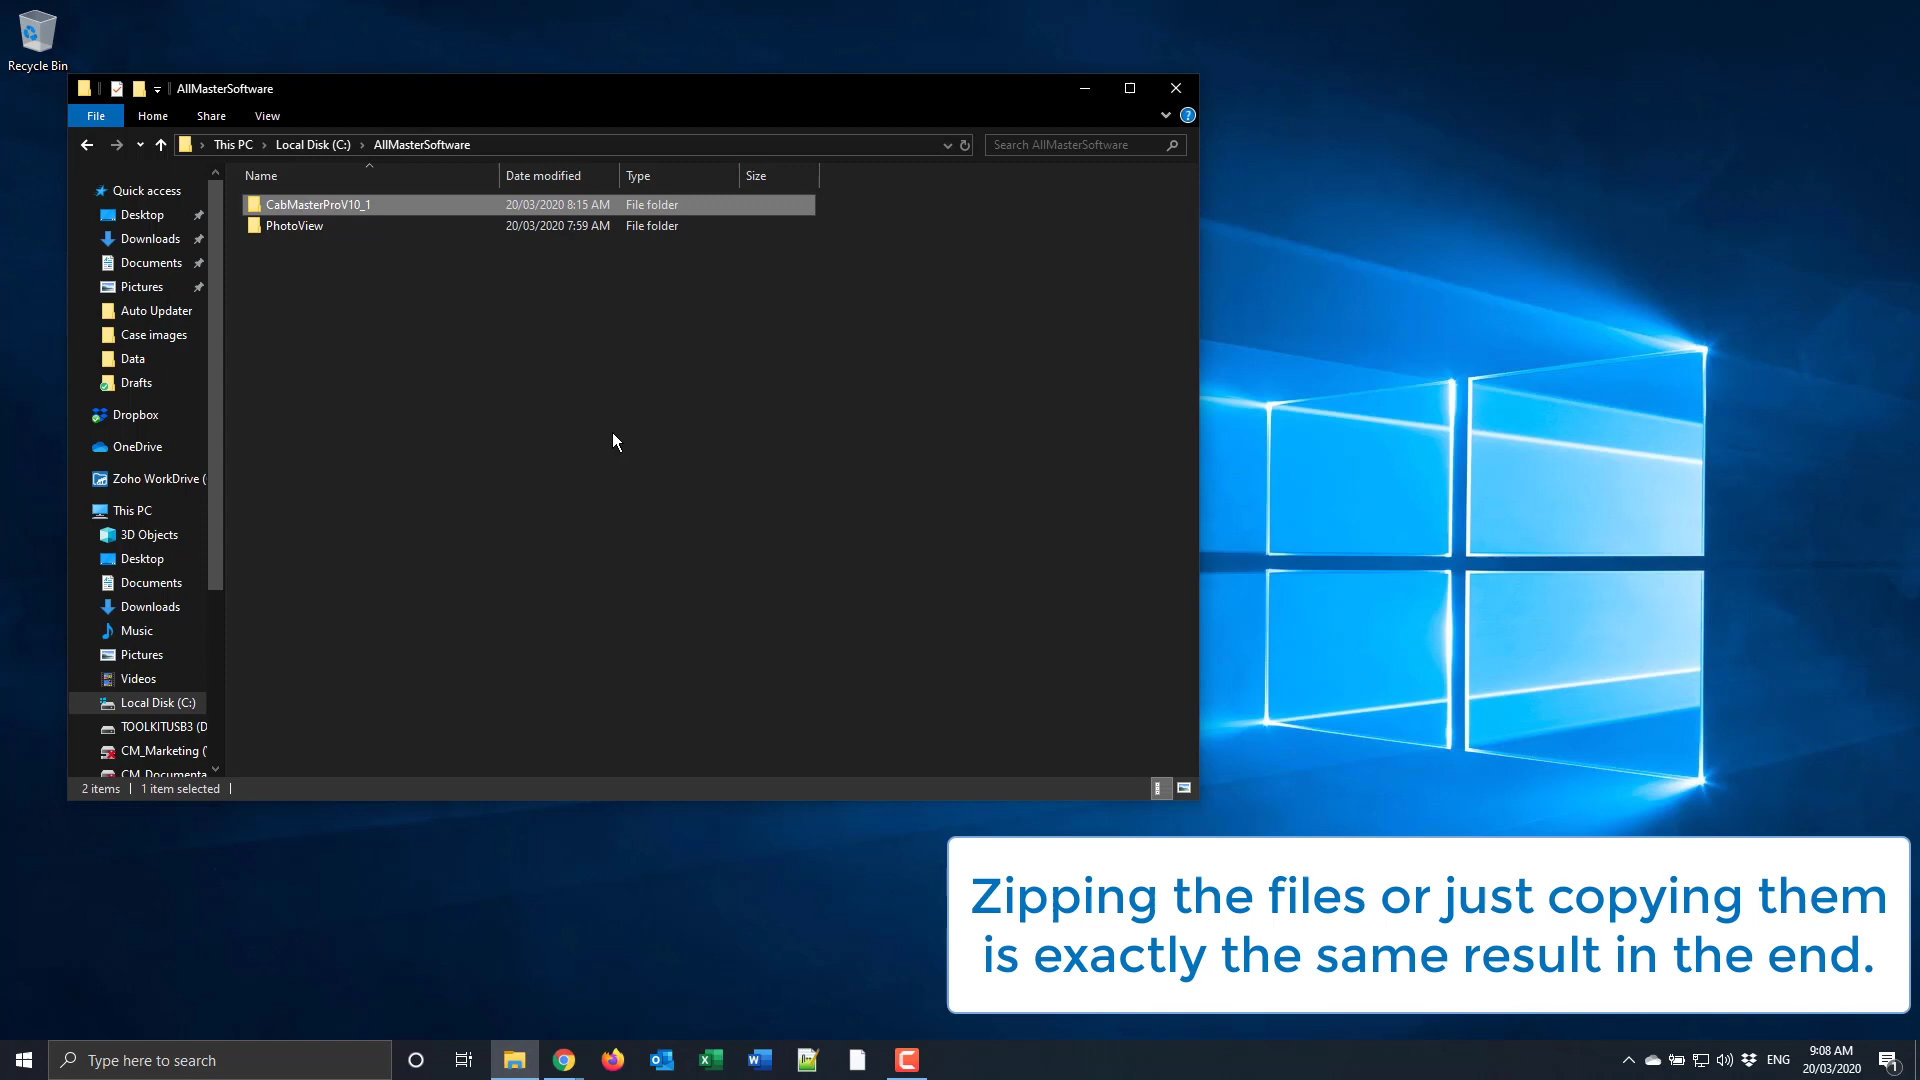 Recycle Bin
AllMasterSoftware
File Home Share View
This PC Local Disk (C:) AllMasterSoftware
Search AllMasterSoftware
Name Date modified Type Size
CabMasterProV10_1 20/03/2020 8:15 AM File folder
PhotoView 20/03/2020 7:59 AM File folder
Quick access
Desktop
Downloads
Documents
Pictures
Auto Updater
Case images
Data
Drafts
Dropbox
OneDrive
Zoho WorkDrive (
This PC
3D Objects
Desktop
Documents
Downloads
Music
Pictures
Videos
Local Disk (C:)
TOOLKITUSB3 (D
CM_Marketing (\
CM_Documenta
2 items 1 item selected
Zipping the files or just copying them
is exactly the same result in the end.
Type here to search
ENG
9:08 AM
20/03/2020
1